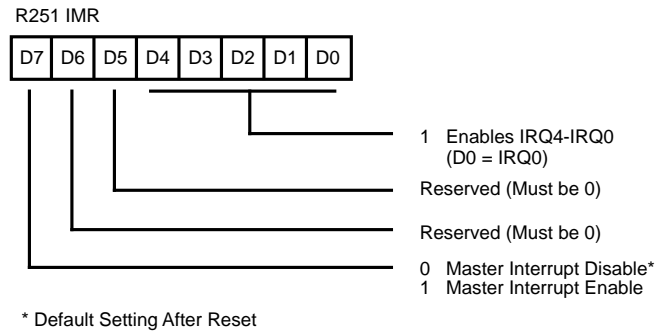 R251 IMR
D7 D6 D5 D4 D3 D2 D1 D0
1 Enables IRQ4-IRQ0
(D0 = IRQ0)
Reserved (Must be 0)
Reserved (Must be 0)
0 Master Interrupt Disable*
1 Master Interrupt Enable
* Default Setting After Reset